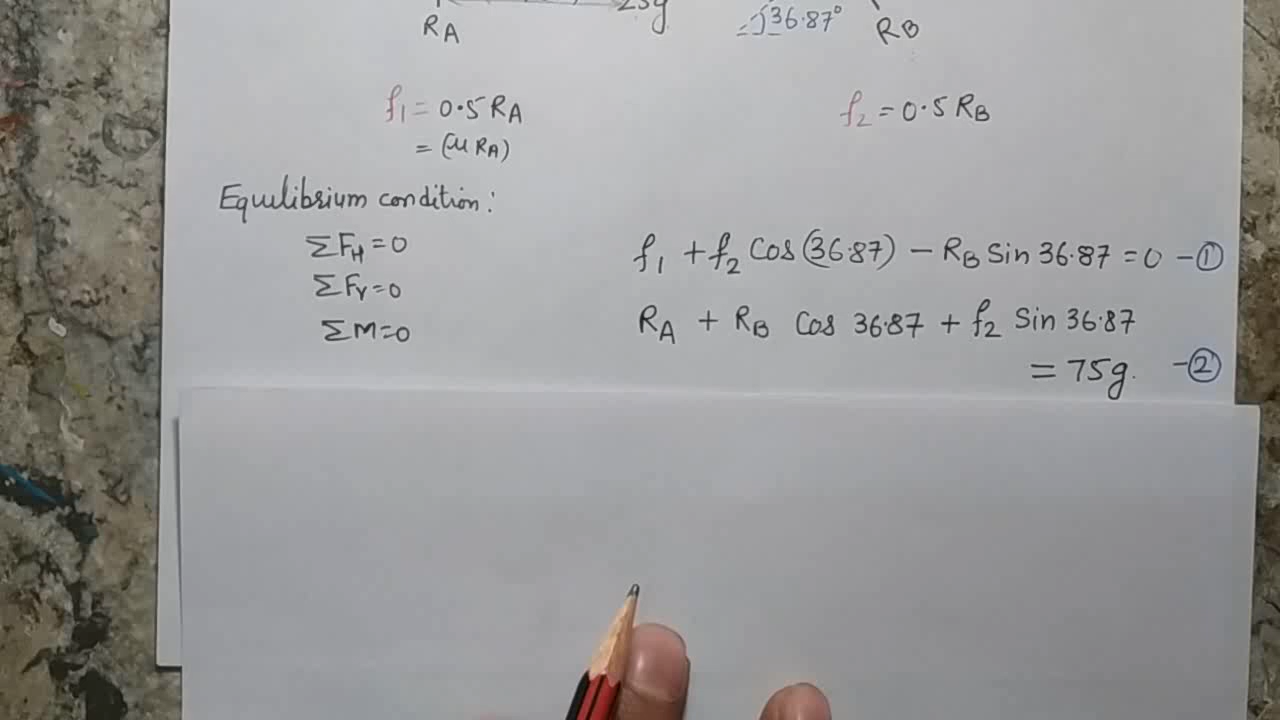 RA 25g 36.87° RB
f1 = 0.5 RA f2 = 0.5 RB
= (μ RA)
Equilibrium condition:
ΣFH = 0 f1 + f2 Cos(36.87) − RB Sin 36.87 = 0 −①
ΣFV = 0
RA + RB Cos 36.87 + f2 Sin 36.87
ΣM=0
= 75g. −②